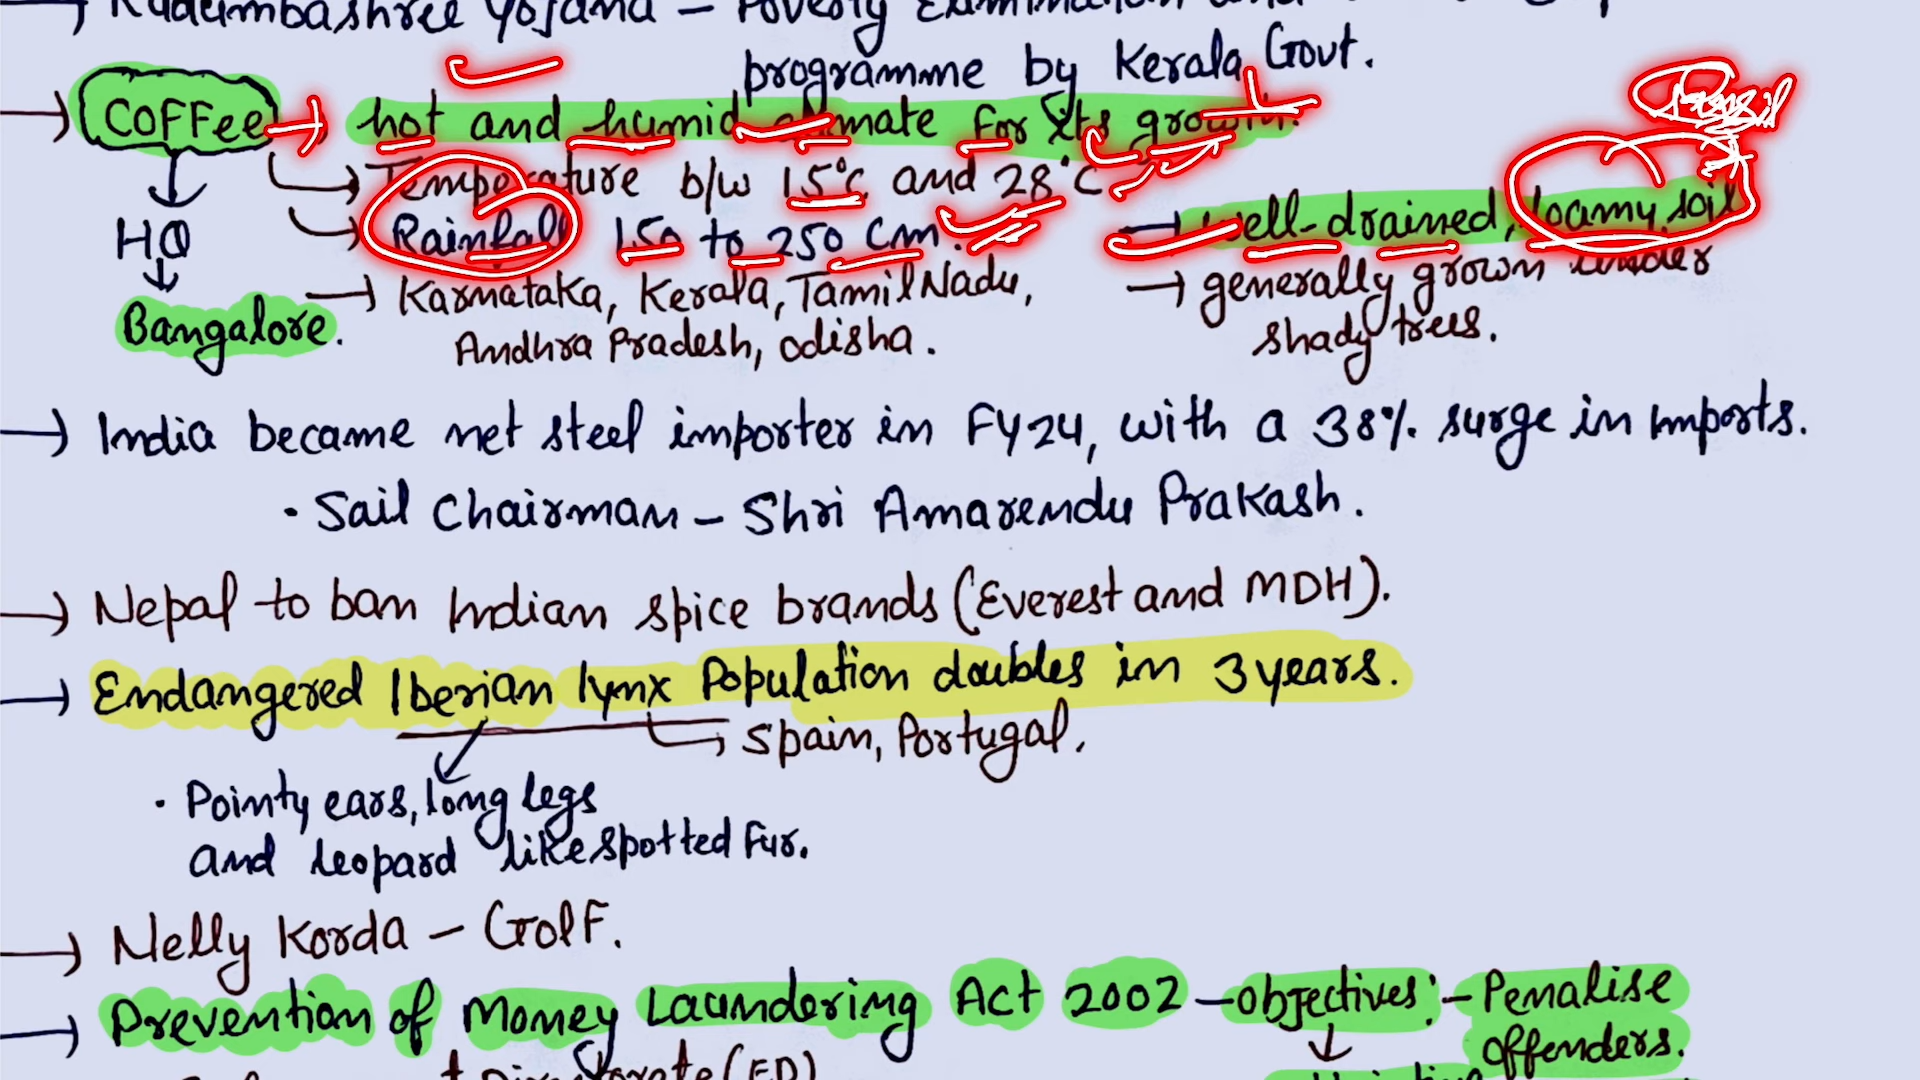 → Kudumbashree Yojana –
programme by Kerala Govt.
→ COFFee → hot and humid climate for its growth.
→ Temperature b/w 15°C and 28°C
HQ → Rainfall 150 to 250 cm. → well-drained, loamy soil
→ Karnataka, Kerala, Tamil Nadu, → generally grown under
Bangalore. Andhra Pradesh, odisha. shady trees.
→ India became net steel importer in FY24, with a 38% surge in imports.
• Sail Chairman – Shri Amarendu Prakash.
→ Nepal to ban Indian spice brands (Everest and MDH).
→ Endangered Iberian lynx Population doubles in 3 years.
→ Spain, Portugal.
• Pointy ears, long legs
and leopard like spotted fur.
→ Nelly Korda – Golf.
→ Prevention of Money Laundering Act 2002 – objectives: – Penalise
offenders.